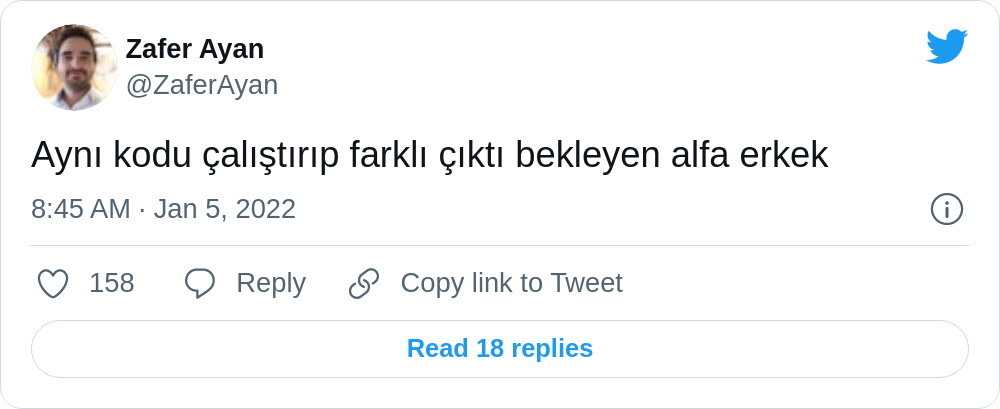 Zafer Ayan
@ZaferAyan
Aynı kodu çalıştırıp farklı çıktı bekleyen alfa erkek
8:45 AM · Jan 5, 2022
158 Reply Copy link to Tweet
Read 18 replies